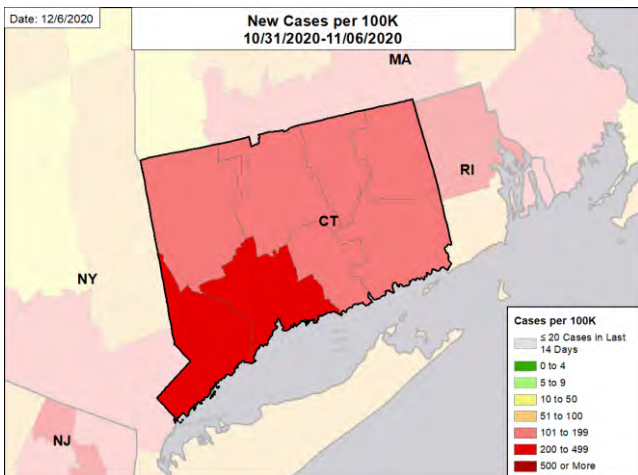 Date: 12/6/2020
New Cases per 100K
10/31/2020-11/06/2020
MA
RI
CT
NY
NJ
Cases per 100K
≤ 20 Cases in Last
14 Days
0 to 4
5 to 9
10 to 50
51 to 100
101 to 199
200 to 499
500 or More